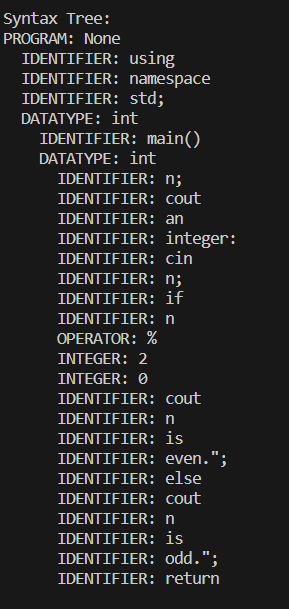 Syntax Tree:
PROGRAM: None
  IDENTIFIER: using
  IDENTIFIER: namespace
  IDENTIFIER: std;
  DATATYPE: int
    IDENTIFIER: main()
    DATATYPE: int
      IDENTIFIER: n;
      IDENTIFIER: cout
      IDENTIFIER: an
      IDENTIFIER: integer:
      IDENTIFIER: cin
      IDENTIFIER: n;
      IDENTIFIER: if
      IDENTIFIER: n
      OPERATOR: %
      INTEGER: 2
      INTEGER: 0
      IDENTIFIER: cout
      IDENTIFIER: n
      IDENTIFIER: is
      IDENTIFIER: even.";
      IDENTIFIER: else
      IDENTIFIER: cout
      IDENTIFIER: n
      IDENTIFIER: is
      IDENTIFIER: odd.";
      IDENTIFIER: return